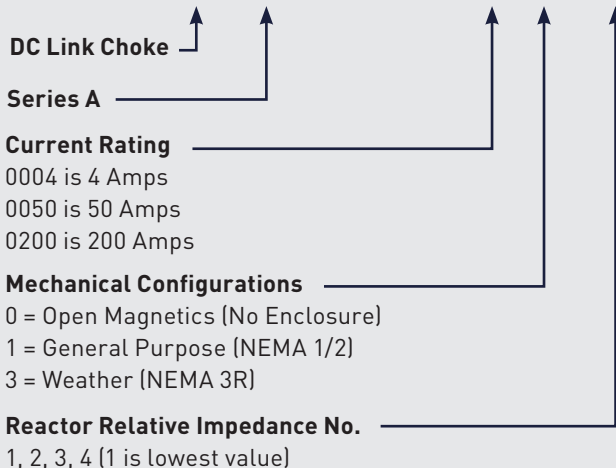 DC Link Choke
Series A
Current Rating
0004 is 4 Amps
0050 is 50 Amps
0200 is 200 Amps
Mechanical Configurations
0 = Open Magnetics (No Enclosure)
1 = General Purpose (NEMA 1/2)
3 = Weather (NEMA 3R)
Reactor Relative Impedance No.
1, 2, 3, 4 (1 is lowest value)